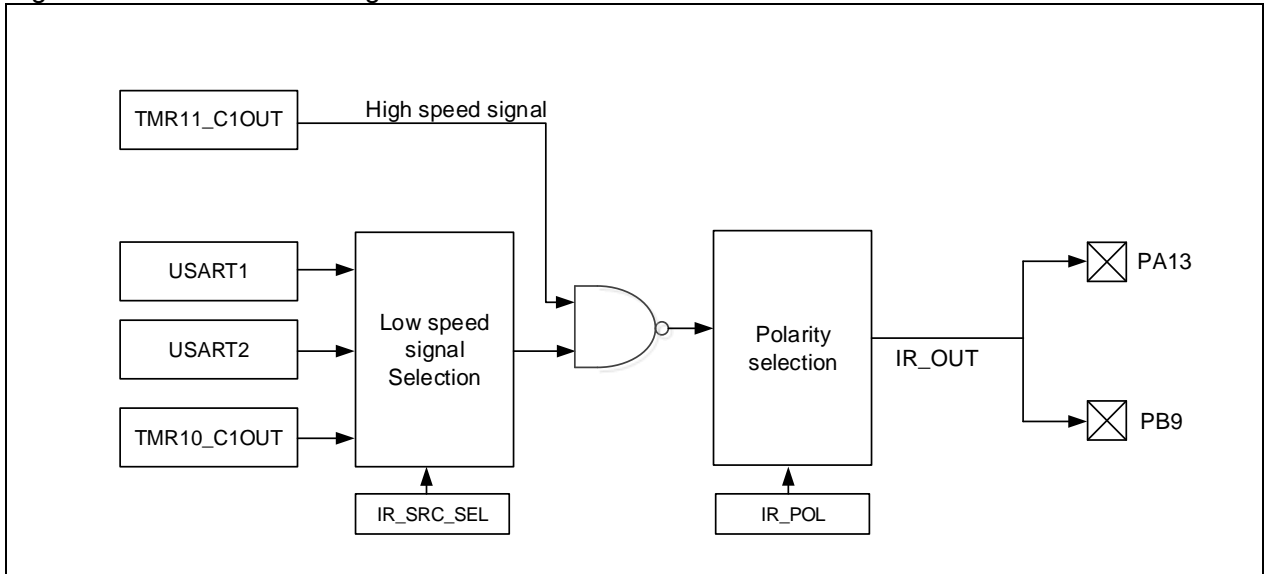 TMR11_C1OUT
High speed signal
USART1
USART2
TMR10_C1OUT
Low speed
signal
Selection
IR_SRC_SEL
Polarity
selection
IR_POL
IR_OUT
PA13
PB9